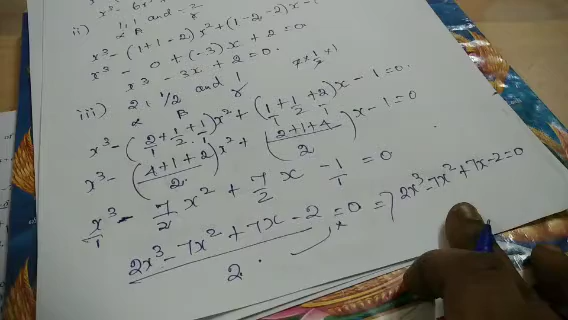 x³ - 6x²
ii) 1, 1 and -2
α β γ
x³ - (1+1-2)x² + (1-2-2)x -
x³ - 0 + (-3)x + 2 = 0
x³ - 3x + 2 = 0.
iii) 2, 1/2 and 1
α β γ
x³ - (2/1 + 1/2 + 1/1)x² + (1/1 + 1/2 + 2/1)x - 1 = 0.
x³ - (4+1+2/2)x² + (2+1+4/2)x - 1 = 0
x³/1 - 7/2 x² + 7/2 x - 1/1 = 0
2x³ - 7x² + 7x - 2/2 = 0 ⇒ 2x³ - 7x² + 7x - 2 = 0